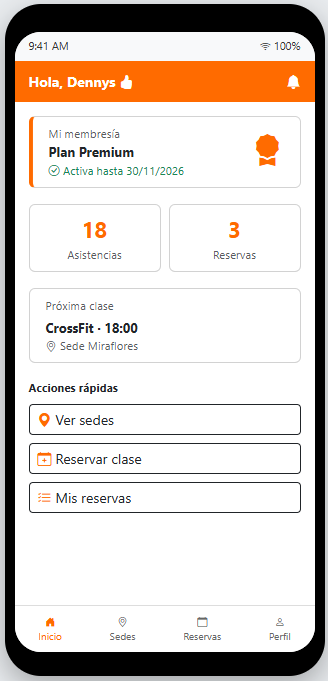 9:41 AM 100%
Hola, Dennys
Mi membresía
Plan Premium
Activa hasta 30/11/2026
18 3
Asistencias Reservas
Próxima clase
CrossFit · 18:00
Sede Miraflores
Acciones rápidas
Ver sedes
Reservar clase
Mis reservas
Inicio Sedes Reservas Perfil